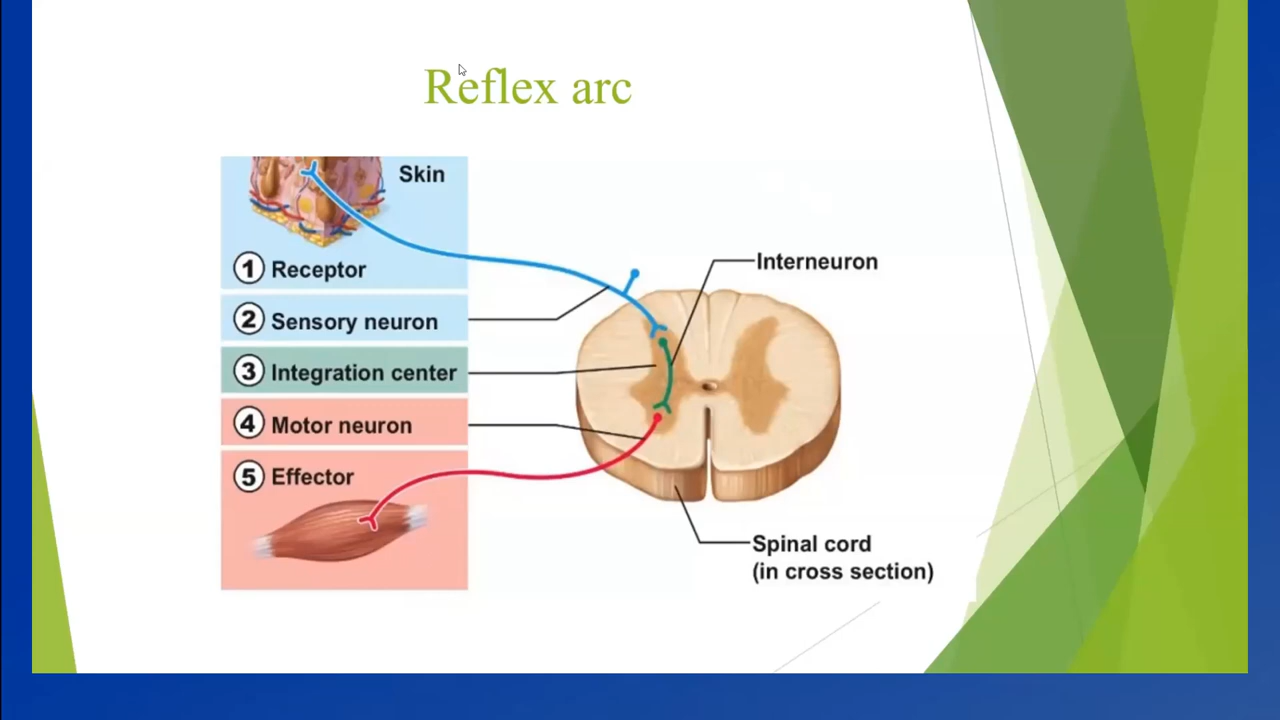 Reflex arc
Skin
1 Receptor
2 Sensory neuron
3 Integration center
4 Motor neuron
5 Effector
Interneuron
Spinal cord
(in cross section)